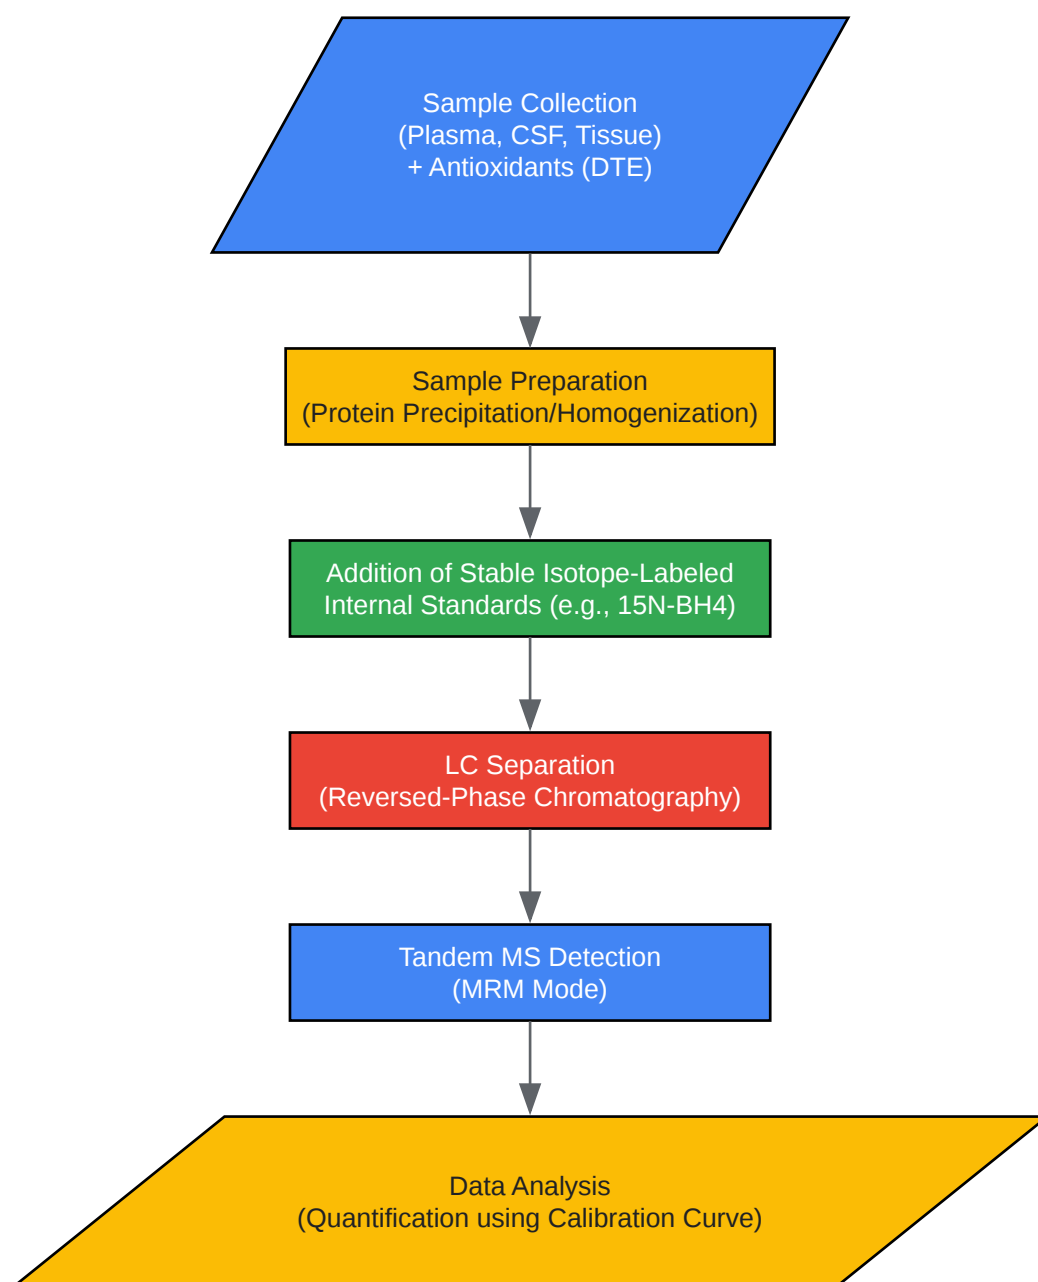 Sample Collection
(Plasma, CSF, Tissue)
+ Antioxidants (DTE)
Sample Preparation
(Protein Precipitation/Homogenization)
Addition of Stable Isotope-Labeled
Internal Standards (e.g., 15N-BH4)
LC Separation
(Reversed-Phase Chromatography)
Tandem MS Detection
(MRM Mode)
Data Analysis
(Quantification using Calibration Curve)